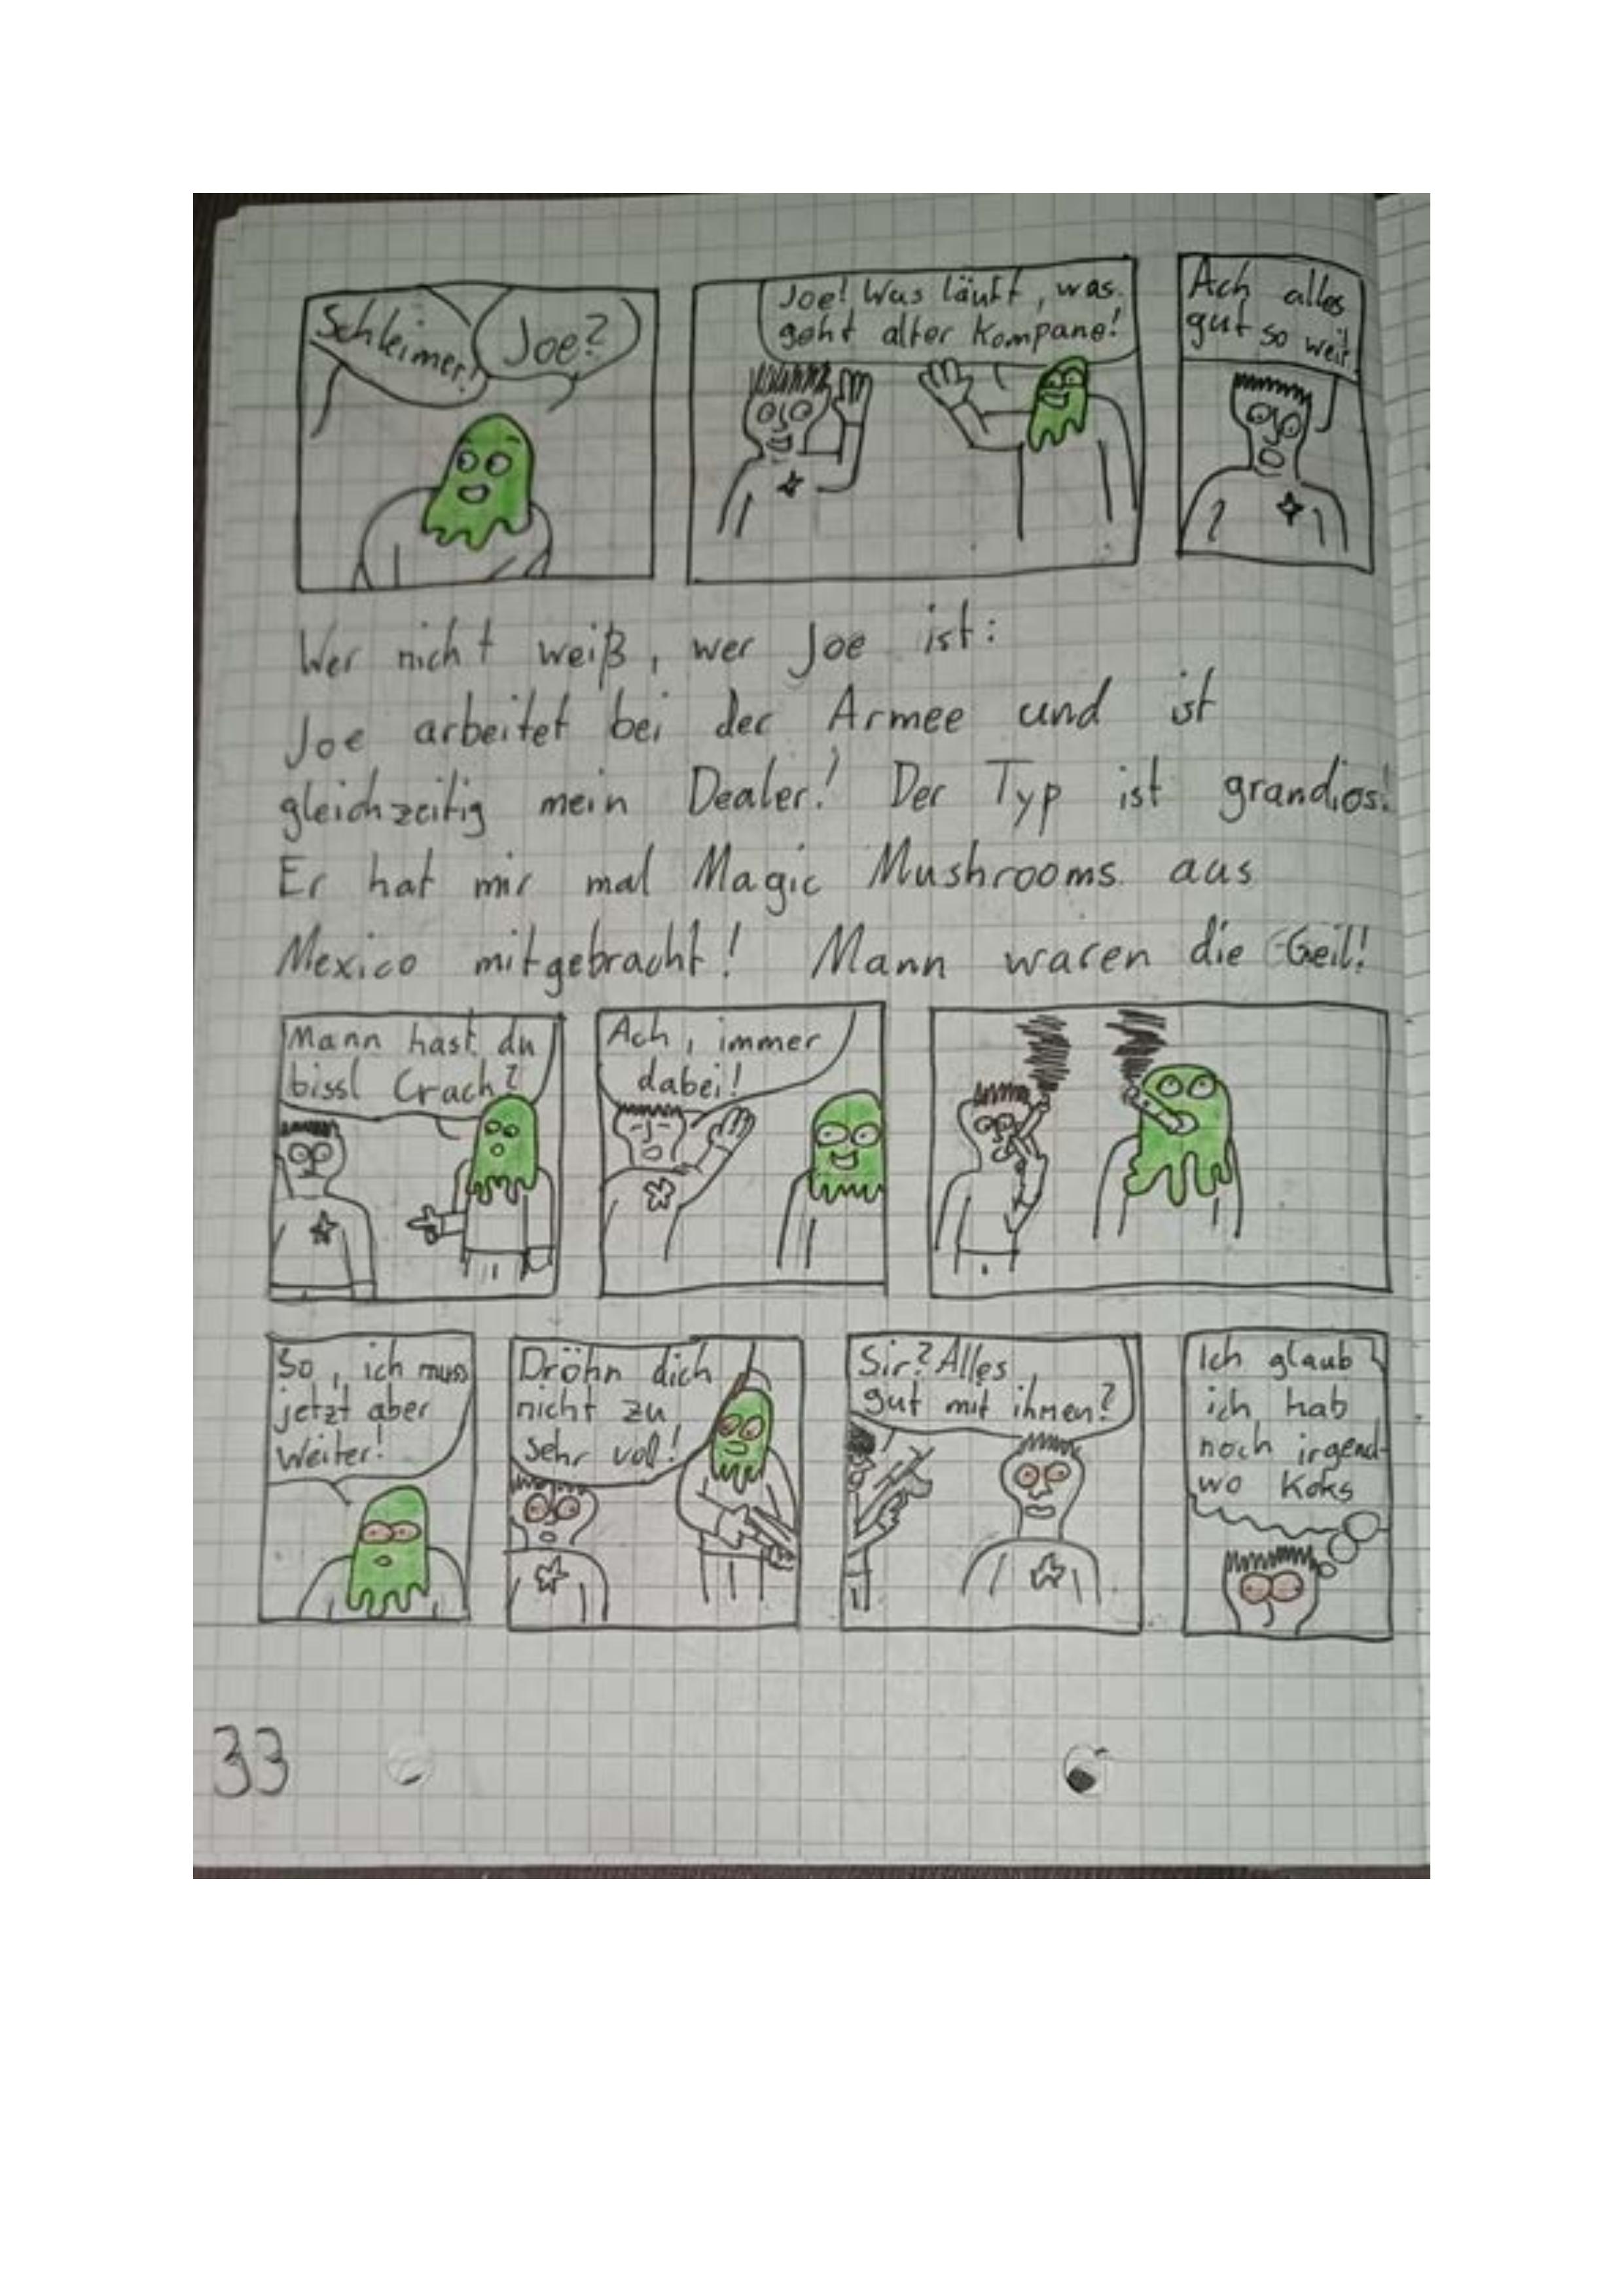 Schleimer!
Joe?
Joe! Was läuft, was
geht alter Kompane!
Ach alles
gut so weit
Wer nicht weiß, wer Joe ist:
Joe arbeitet bei der Armee und ist
gleichzeitig mein Dealer! Der Typ ist grandios!
Er hat mir mal Magic Mushrooms aus
Mexico mitgebracht! Mann waren die Geil!
Mann hast du
bissl Crach?
Ach, immer
dabei!
So, ich muss
jetzt aber
weiter!
Dröhn dich
nicht zu
sehr voll!
Sir? Alles
gut mit ihnen?
Ich glaub
ich hab
noch irgend-
wo Koks
33